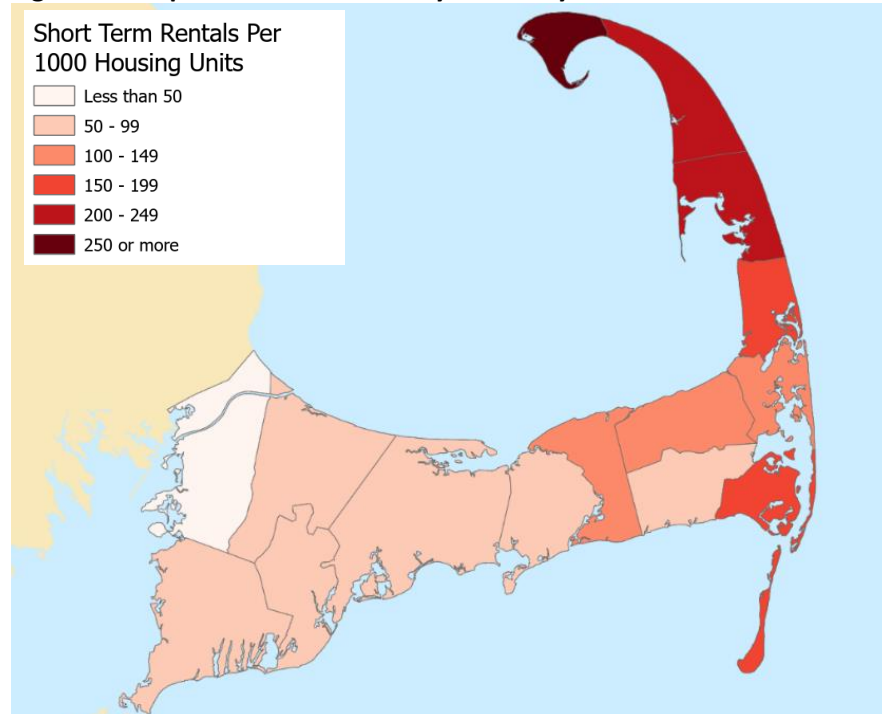 Short Term Rentals Per
1000 Housing Units
Less than 50
50 - 99
100 - 149
150 - 199
200 - 249
250 or more